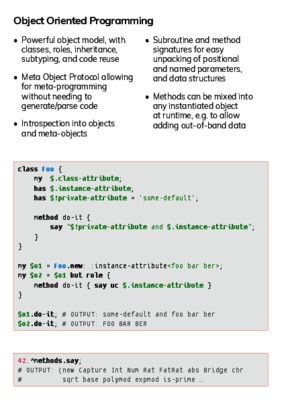 Object Oriented Programming
• Powerful object model, with
classes, roles, inheritance,
subtyping, and code reuse
• Meta Object Protocol allowing
for meta-programming
without needing to
generate/parse code
• Introspection into objects
and meta-objects
• Subroutine and method
signatures for easy
unpacking of positional
and named parameters,
and data structures
• Methods can be mixed into
any instantiated object
at runtime, e.g. to allow
adding out-of-band data
class Foo {
my $.class-attribute;
has $.instance-attribute;
has $!private-attribute = 'some-default';
method do-it {
say "$!private-attribute and $.instance-attribute";
}
}
my $o1 = Foo.new: :instance-attribute<foo bar ber>;
my $o2 = $o1 but role {
method do-it { say uc $.instance-attribute }
}
$o1.do-it; # OUTPUT: some-default and foo bar ber
$o2.do-it; # OUTPUT: FOO BAR BER
42.^methods.say;
# OUTPUT: (new Capture Int Num Rat FatRat abs Bridge chr
# sqrt base polymod expmod is-prime …